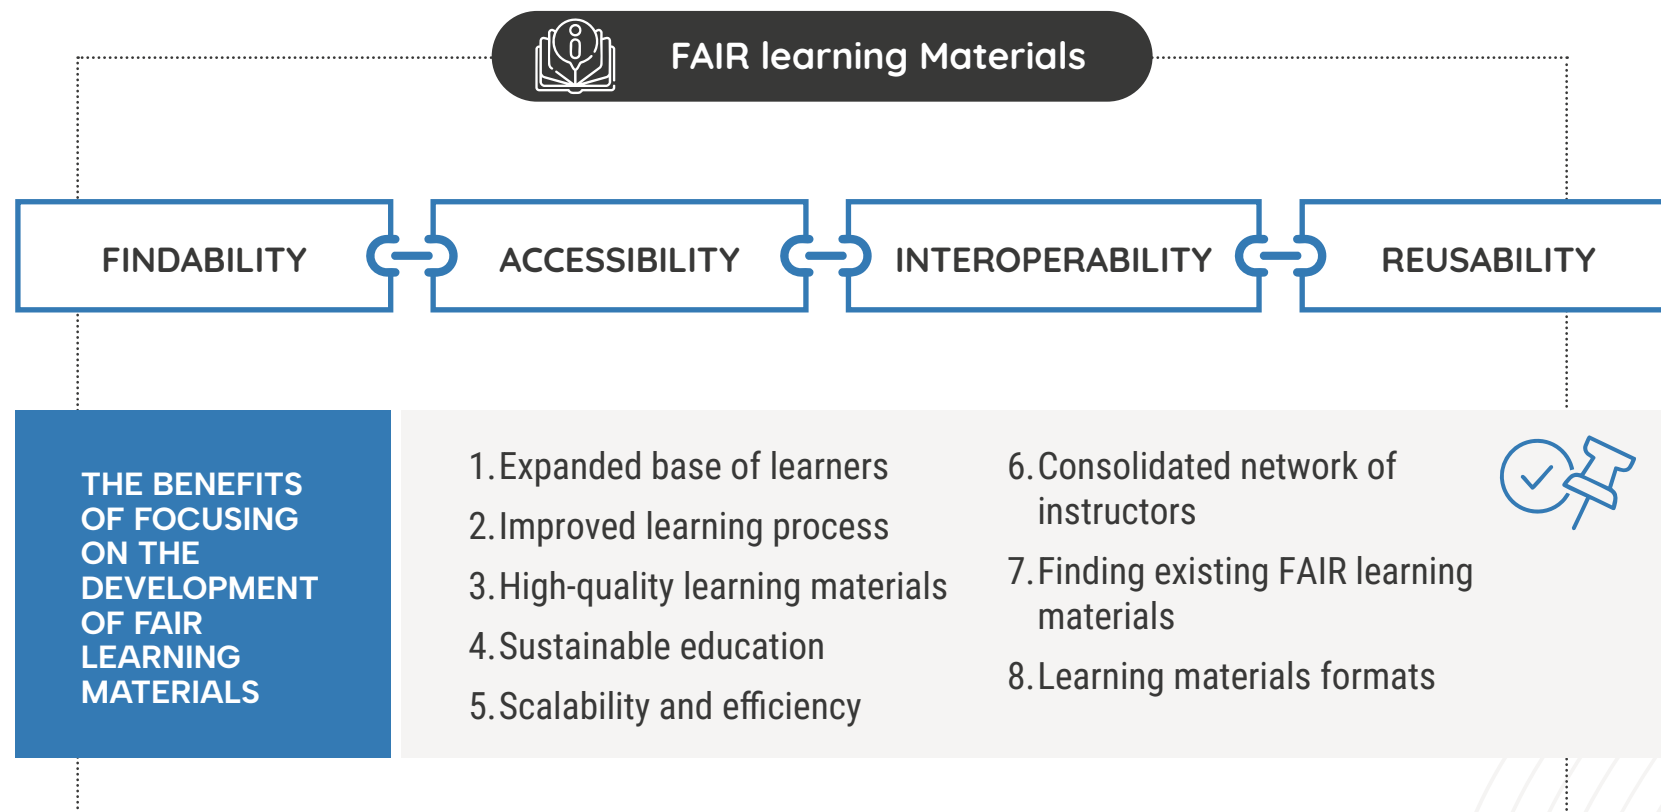 FAIR learning Materials
FINDABILITY
ACCESSIBILITY
INTEROPERABILITY
REUSABILITY
THE BENEFITS
OF FOCUSING
ON THE
DEVELOPMENT
OF FAIR
LEARNING
MATERIALS
1. Expanded base of learners
2. Improved learning process
3. High-quality learning materials
4. Sustainable education
5. Scalability and efficiency
6. Consolidated network of
instructors
7. Finding existing FAIR learning
materials
8. Learning materials formats